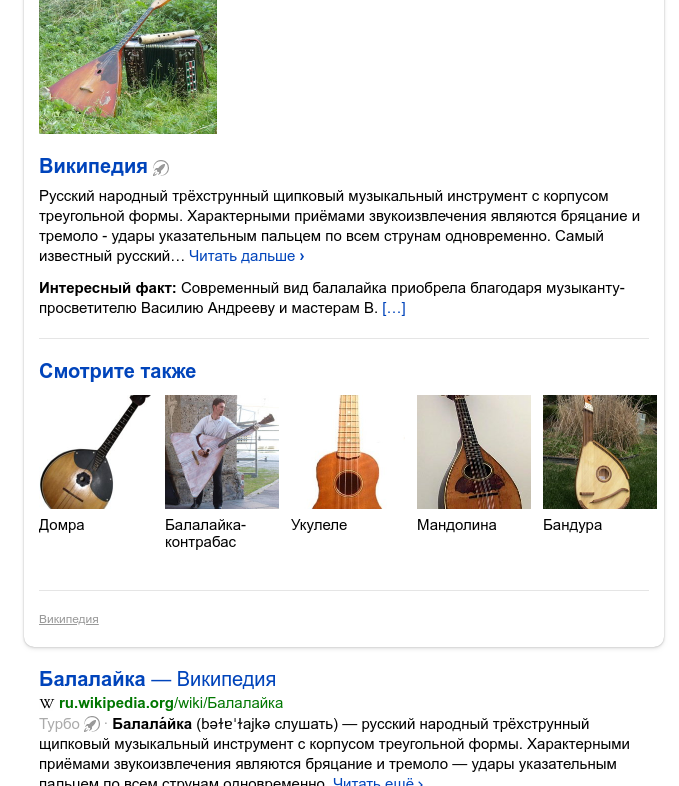 Википедия
Русский народный трёхструнный щипковый музыкальный инструмент с корпусом
треугольной формы. Характерными приёмами звукоизвлечения являются бряцание и
тремоло - удары указательным пальцем по всем струнам одновременно. Самый
известный русский… Читать дальше ›
Интересный факт: Современный вид балалайка приобрела благодаря музыканту-
просветителю Василию Андрееву и мастерам В. […]
Смотрите также
Домра
Балалайка-
контрабас
Укулеле
Мандолина
Бандура
Википедия
Балалайка — Википедия
W ru.wikipedia.org/wiki/Балалайка
Турбо · Балала́йка (bəɫɐˈɫajkə слушать) — русский народный трёхструнный
щипковый музыкальный инструмент с корпусом треугольной формы. Характерными
приёмами звукоизвлечения являются бряцание и тремоло — удары указательным
пальцем по всем струнам одновременно. Читать ещё ›